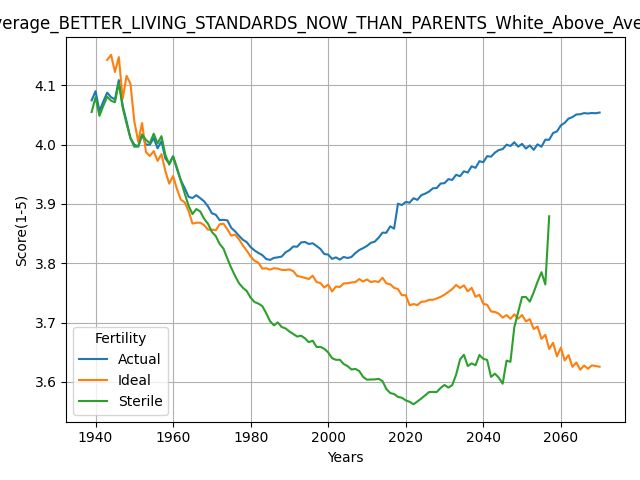 verage_BETTER_LIVING_STANDARDS_NOW_THAN_PARENTS_White_Above_Ave
4.1
4.0
3.9
3.8
3.7
3.6
Score(1-5)
Fertility
Actual
Ideal
Sterile
1940 1960 1980 2000 2020 2040 2060
Years